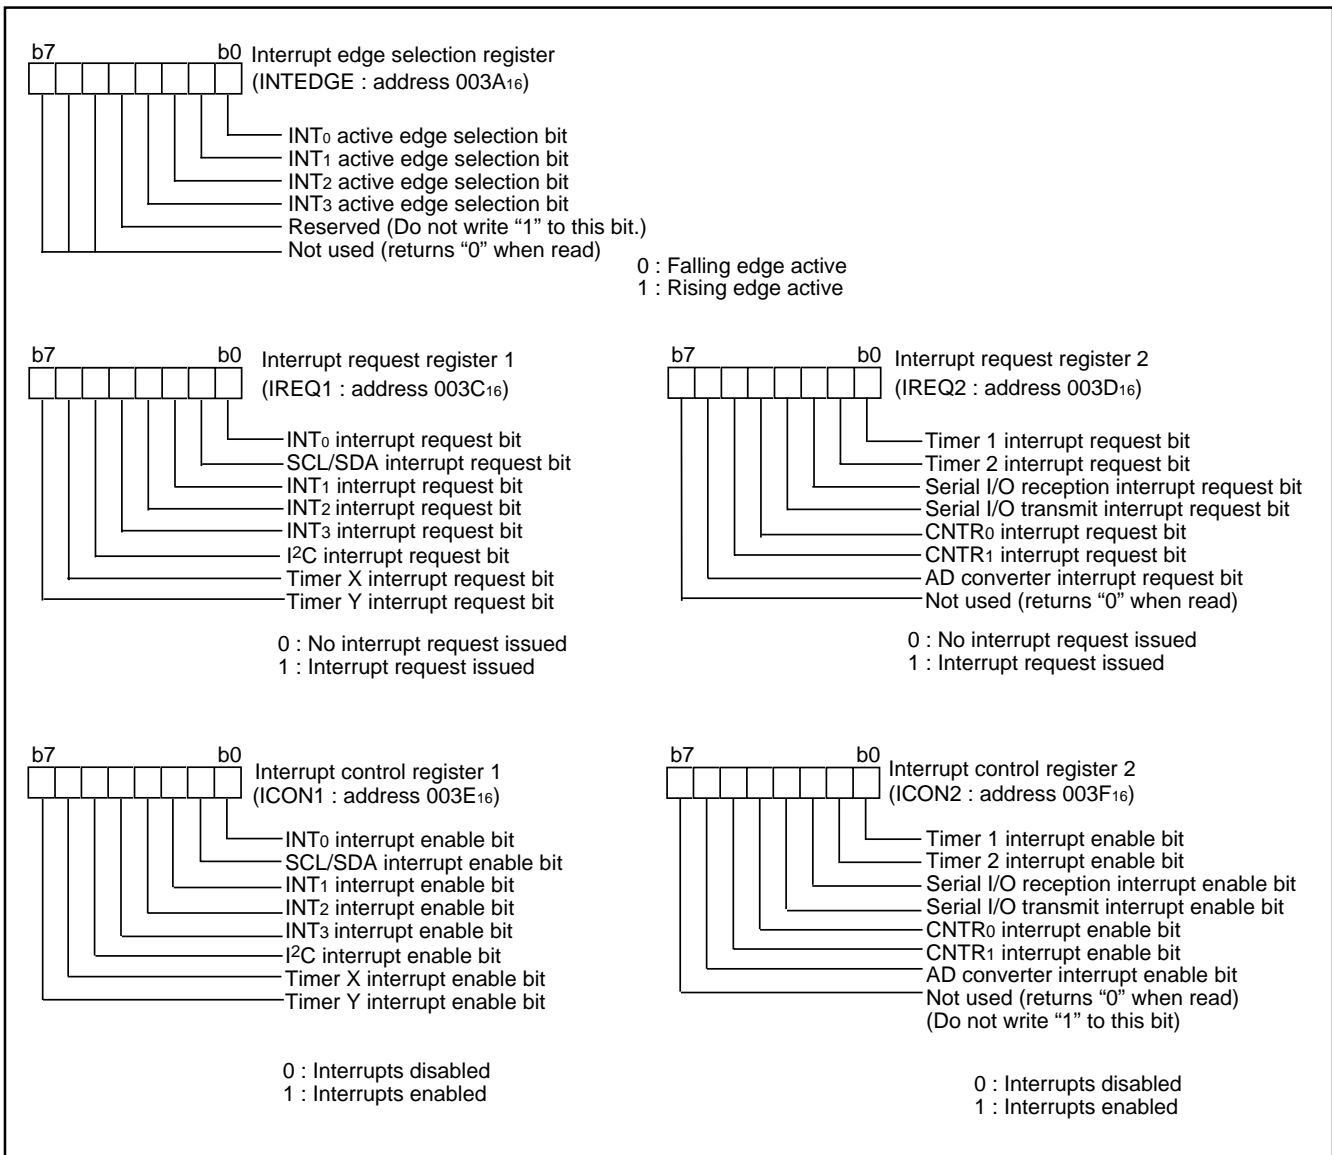 b7 b0 Interrupt edge selection register
(INTEDGE : address 003A16)
INT0 active edge selection bit
INT1 active edge selection bit
INT2 active edge selection bit
INT3 active edge selection bit
Reserved (Do not write “1” to this bit.)
Not used (returns “0” when read)
0 : Falling edge active
1 : Rising edge active
b7 b0 Interrupt request register 1
(IREQ1 : address 003C16)
INT0 interrupt request bit
SCL/SDA interrupt request bit
INT1 interrupt request bit
INT2 interrupt request bit
INT3 interrupt request bit
I2C interrupt request bit
Timer X interrupt request bit
Timer Y interrupt request bit
0 : No interrupt request issued
1 : Interrupt request issued
b7 b0 Interrupt request register 2
(IREQ2 : address 003D16)
Timer 1 interrupt request bit
Timer 2 interrupt request bit
Serial I/O reception interrupt request bit
Serial I/O transmit interrupt request bit
CNTR0 interrupt request bit
CNTR1 interrupt request bit
AD converter interrupt request bit
Not used (returns “0” when read)
0 : No interrupt request issued
1 : Interrupt request issued
b7 b0 Interrupt control register 1
(ICON1 : address 003E16)
INT0 interrupt enable bit
SCL/SDA interrupt enable bit
INT1 interrupt enable bit
INT2 interrupt enable bit
INT3 interrupt enable bit
I2C interrupt enable bit
Timer X interrupt enable bit
Timer Y interrupt enable bit
0 : Interrupts disabled
1 : Interrupts enabled
b7 b0 Interrupt control register 2
(ICON2 : address 003F16)
Timer 1 interrupt enable bit
Timer 2 interrupt enable bit
Serial I/O reception interrupt enable bit
Serial I/O transmit interrupt enable bit
CNTR0 interrupt enable bit
CNTR1 interrupt enable bit
AD converter interrupt enable bit
Not used (returns “0” when read)
(Do not write “1” to this bit)
0 : Interrupts disabled
1 : Interrupts enabled